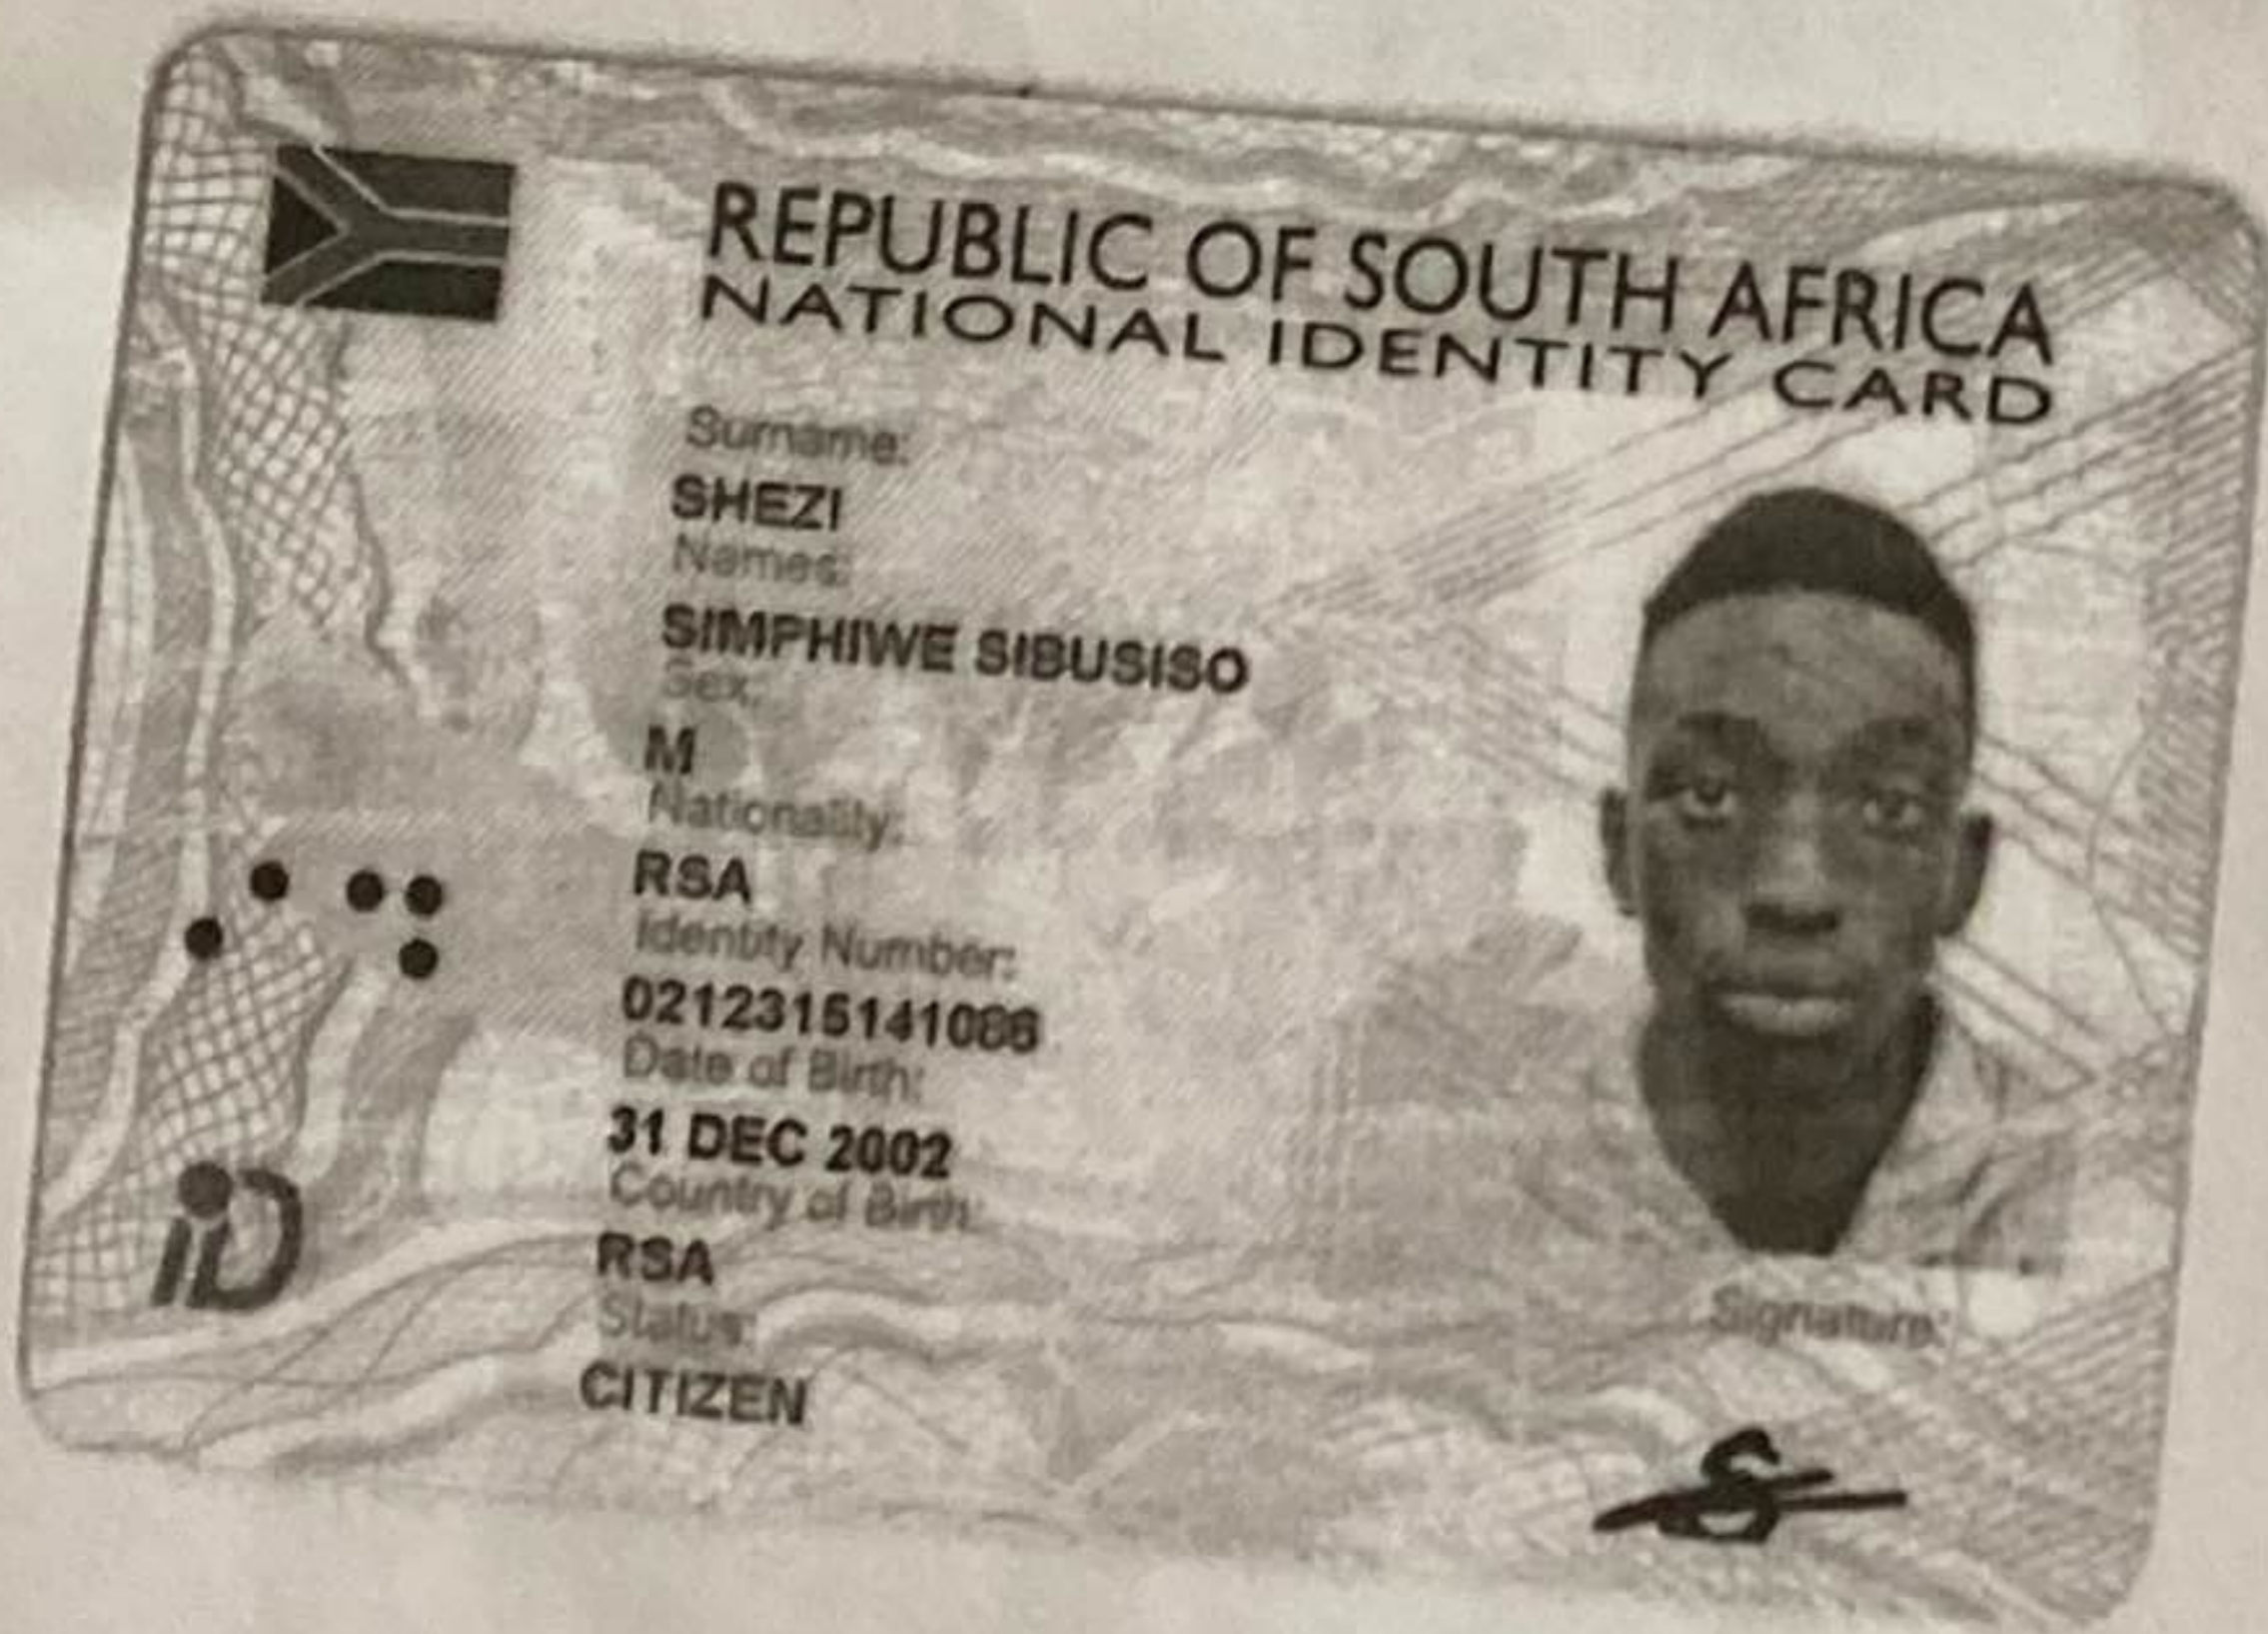 REPUBLIC OF SOUTH AFRICA
NATIONAL IDENTITY CARD
Surname:
SHEZI
Names:
SIMPHIWE SIBUSISO
Sex:
M
Nationality:
RSA
Identity Number:
0212315141086
Date of Birth:
31 DEC 2002
Country of Birth:
RSA
Status:
CITIZEN
Signature:
iD